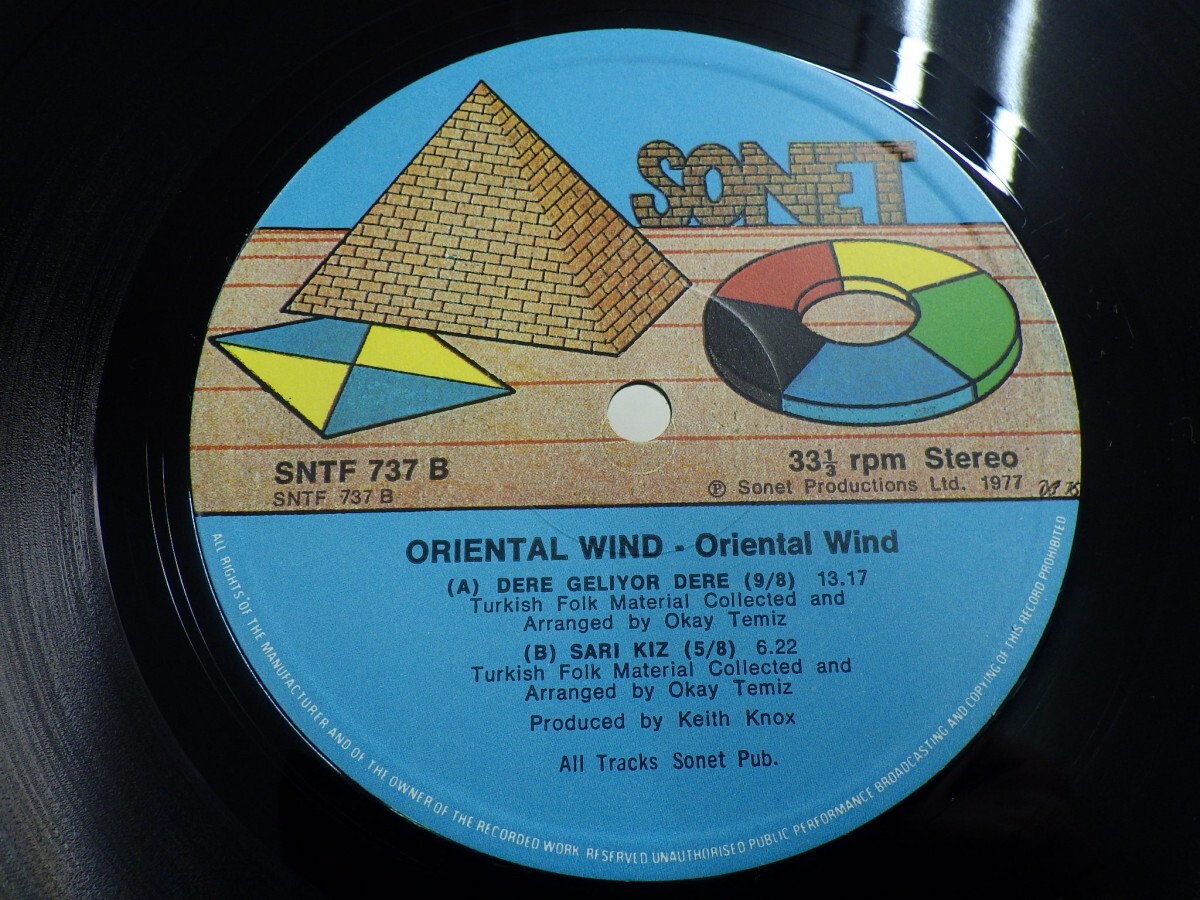 SONET
SNTF 737 B
SNTF 737 B
33⅓ rpm Stereo
℗ Sonet Productions Ltd. 1977
ORIENTAL WIND - Oriental Wind
(A) DERE GELIYOR DERE (9/8) 13.17
Turkish Folk Material Collected and
Arranged by Okay Temiz
(B) SARI KIZ (5/8) 6.22
Turkish Folk Material Collected and
Arranged by Okay Temiz
Produced by Keith Knox
All Tracks Sonet Pub.
ALL RIGHTS OF THE MANUFACTURER AND OF THE OWNER OF THE RECORDED WORK RESERVED UNAUTHORISED PUBLIC PERFORMANCE BROADCASTING AND COPYING OF THIS RECORD PROHIBITED